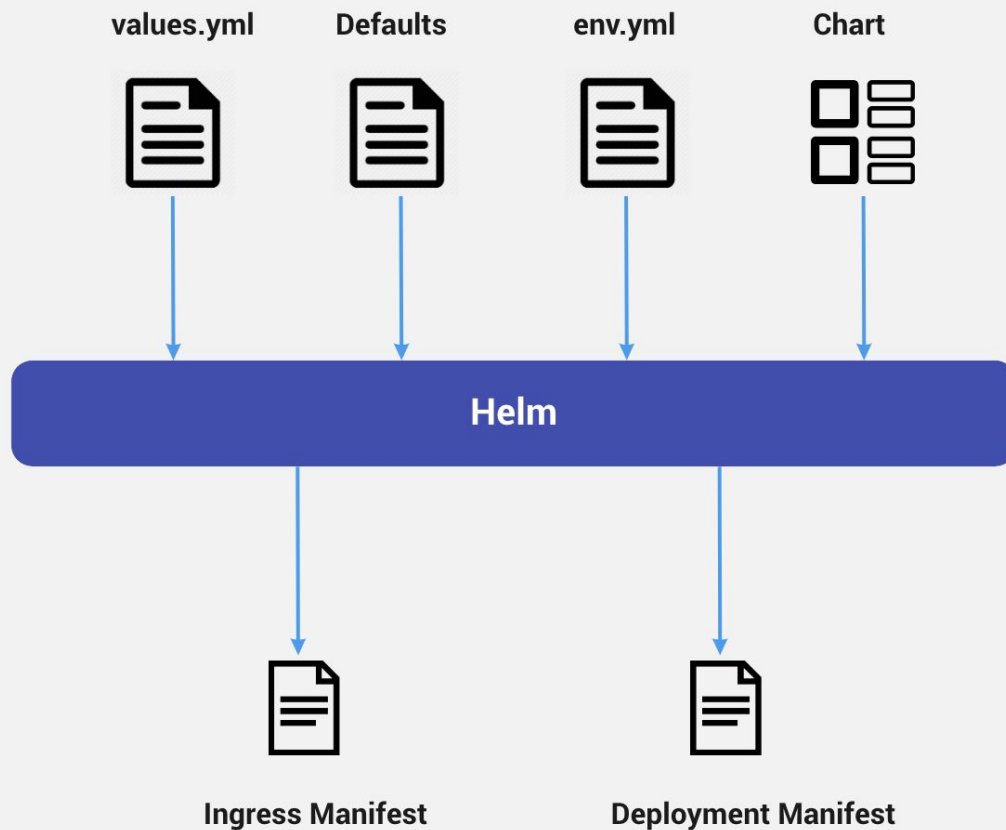 values.yml
Defaults
env.yml
Chart
Helm
Ingress Manifest
Deployment Manifest